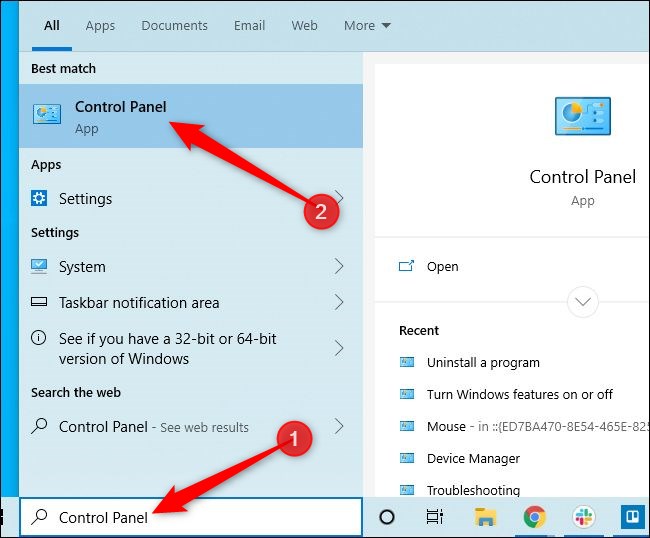 All Apps Documents Email Web More
Best match
Control Panel
App
Apps
Settings
Settings
System
Taskbar notification area
See if you have a 32-bit or 64-bit
version of Windows
Search the web
Control Panel - See web results
Control Panel
2
1
Control Panel
App
Open
Recent
Uninstall a program
Turn Windows features on or off
Mouse - in ::{ED7BA470-8E54-465E-825
Device Manager
Troubleshooting